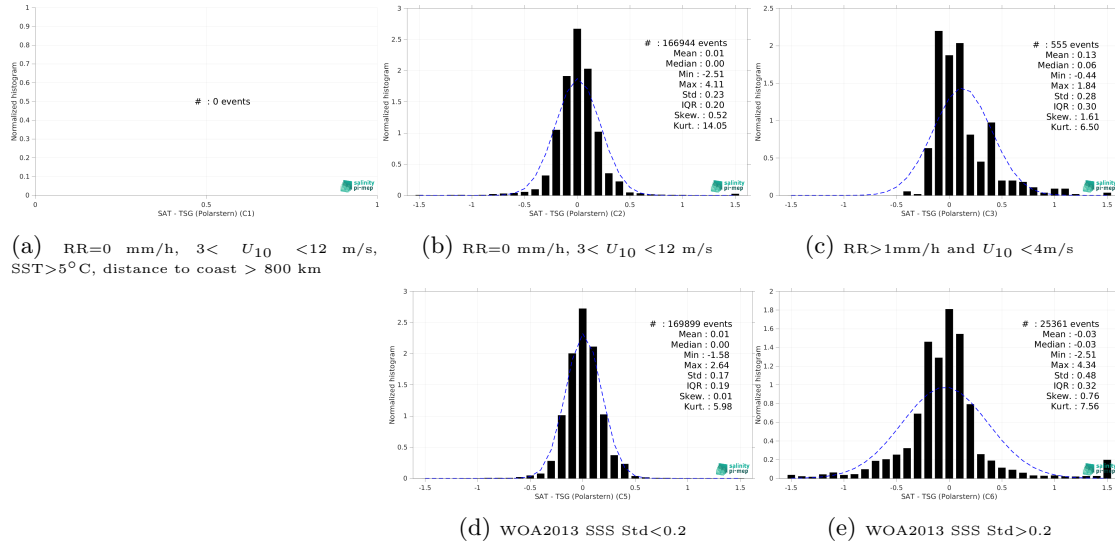 1
0.9
0.8
0.7
0.6
0.5
0.4
0.3
0.2
0.1
0
Normalized histogram
# : 0 events
0 0.5 1
SAT - TSG (Polarstern) (C1)
salinity
pi-mep
(a) RR=0 mm/h, 3< U10 <12 m/s,
SST>5°C, distance to coast > 800 km
3
2.5
2
1.5
1
0.5
0
Normalized histogram
# : 166944 events
Mean : 0.01
Median : 0.00
Min : -2.51
Max : 4.11
Std : 0.23
IQR : 0.20
Skew. : 0.52
Kurt. : 14.05
-1.5 -1 -0.5 0 0.5 1 1.5
SAT - TSG (Polarstern) (C2)
salinity
pi-mep
(b) RR=0 mm/h, 3< U10 <12 m/s
2.5
2
1.5
1
0.5
0
Normalized histogram
# : 555 events
Mean : 0.13
Median : 0.06
Min : -0.44
Max : 1.84
Std : 0.28
IQR : 0.30
Skew. : 1.61
Kurt. : 6.50
-1.5 -1 -0.5 0 0.5 1 1.5
SAT - TSG (Polarstern) (C3)
salinity
pi-mep
(c) RR>1mm/h and U10 <4m/s
3
2.5
2
1.5
1
0.5
0
Normalized histogram
# : 169899 events
Mean : 0.01
Median : 0.00
Min : -1.58
Max : 2.64
Std : 0.17
IQR : 0.19
Skew. : 0.01
Kurt. : 5.98
-1.5 -1 -0.5 0 0.5 1 1.5
SAT - TSG (Polarstern) (C5)
salinity
pi-mep
(d) WOA2013 SSS Std<0.2
2
1.8
1.6
1.4
1.2
1
0.8
0.6
0.4
0.2
0
Normalized histogram
# : 25361 events
Mean : -0.03
Median : -0.03
Min : -2.51
Max : 4.34
Std : 0.48
IQR : 0.32
Skew. : 0.76
Kurt. : 7.56
-1.5 -1 -0.5 0 0.5 1 1.5
SAT - TSG (Polarstern) (C6)
salinity
pi-mep
(e) WOA2013 SSS Std>0.2